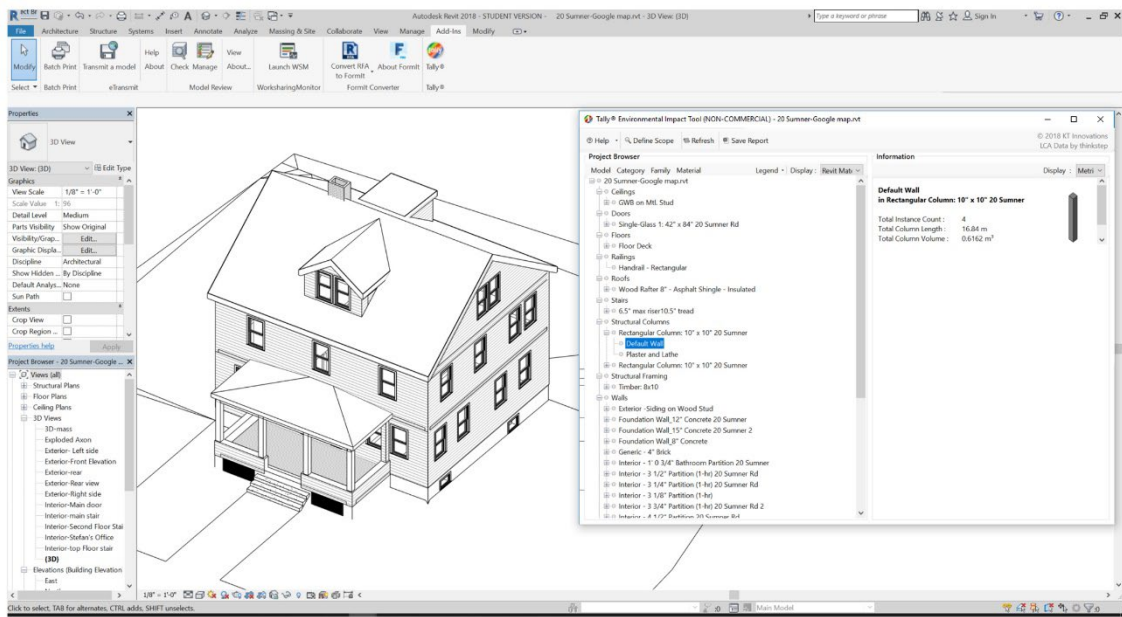 Autodesk Revit 2018 - STUDENT VERSION - 20 Sumner-Google map.rvt - 3D View: {3D}
Type a keyword or phrase
Sign In
File Architecture Structure Systems Insert Annotate Analyze Massing & Site Collaborate View Manage Add-Ins Modify
Modify
Batch Print
Transmit a model
Help
About
Check
Manage
View
About...
Launch WSM
Convert RFA
to FormIt
About FormIt
Tally®
Select Batch Print eTransmit Model Review WorksharingMonitor FormIt Converter Tally®
Properties
3D View
3D View: {3D}
Edit Type
Graphics
View Scale 1/8" = 1'-0"
Scale Value 1: 96
Detail Level Medium
Parts Visibility Show Original
Visibility/Grap... Edit...
Graphic Displa... Edit...
Discipline Architectural
Show Hidden ... By Discipline
Default Analys... None
Sun Path
Extents
Crop View
Crop Region ...
Properties help
Apply
Project Browser - 20 Sumner-Google ...
Views (all)
Structural Plans
Floor Plans
Ceiling Plans
3D Views
3D-mass
Exploded Axon
Exterior- Left side
Exterior-Front Elevation
Exterior-rear
Exterior-Rear view
Exterior-Right side
Interior-Main door
Interior-main stair
Interior-Second Floor Stai
Interior-Stefan's Office
Interior-top Floor stair
{3D}
Elevations (Building Elevation
East
Tally® Environmental Impact Tool (NON-COMMERCIAL) - 20 Sumner-Google map.rvt
Help Define Scope Refresh Save Report
© 2018 KT Innovations
LCA Data by thinkstep
Project Browser
Model Category Family Material Legend Display : Revit Mat
20 Sumner-Google map.rvt
Ceilings
GWB on Mtl. Stud
Doors
Single-Glass 1: 42" x 84" 20 Sumner Rd
Floors
Floor Deck
Railings
Handrail - Rectangular
Roofs
Wood Rafter 8" - Asphalt Shingle - Insulated
Stairs
6.5" max riser10.5" tread
Structural Columns
Rectangular Column: 10" x 10" 20 Sumner
Default Wall
Plaster and Lathe
Rectangular Column: 10" x 10" 20 Sumner
Structural Framing
Timber: 8x10
Walls
Exterior -Siding on Wood Stud
Foundation Wall_12" Concrete 20 Sumner
Foundation Wall_15" Concrete 20 Sumner 2
Foundation Wall_8" Concrete
Generic - 4" Brick
Interior - 1' 0 3/4" Bathroom Partition 20 Sumner
Interior - 3 1/2" Partition (1-hr) 20 Sumner Rd
Interior - 3 1/4" Partition (1-hr) 20 Sumner Rd
Interior - 3 1/8" Partition (1-hr)
Interior - 3 3/4" Partition (1-hr) 20 Sumner Rd 2
Interior - 4 1/2" Partition 20 Sumner Rd
Information
Display : Metri
Default Wall
in Rectangular Column: 10" x 10" 20 Sumner
Total Instance Count : 4
Total Column Length : 16.84 m
Total Column Volume : 0.6162 m³
1/8" = 1'-0"
Click to select, TAB for alternates, CTRL adds, SHIFT unselects.
:0
Main Model
:0